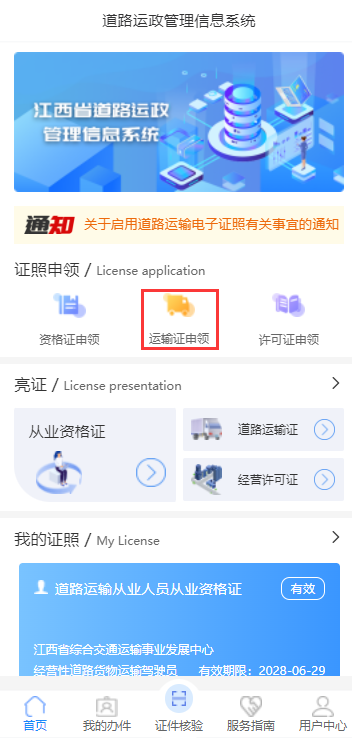 道路运政管理信息系统
江西省道路运政
管理信息系统
通知 关于启用道路运输电子证照有关事宜的通知
证照申领 / License application
资格证申领 运输证申领 许可证申领
亮证 / License presentation
从业资格证
道路运输证
经营许可证
我的证照 / My License
道路运输从业人员从业资格证 有效
江西省综合交通运输事业发展中心
经营性道路货物运输驾驶员 有效期限：2028-06-29
首页 我的办件 证件核验 服务指南 用户中心